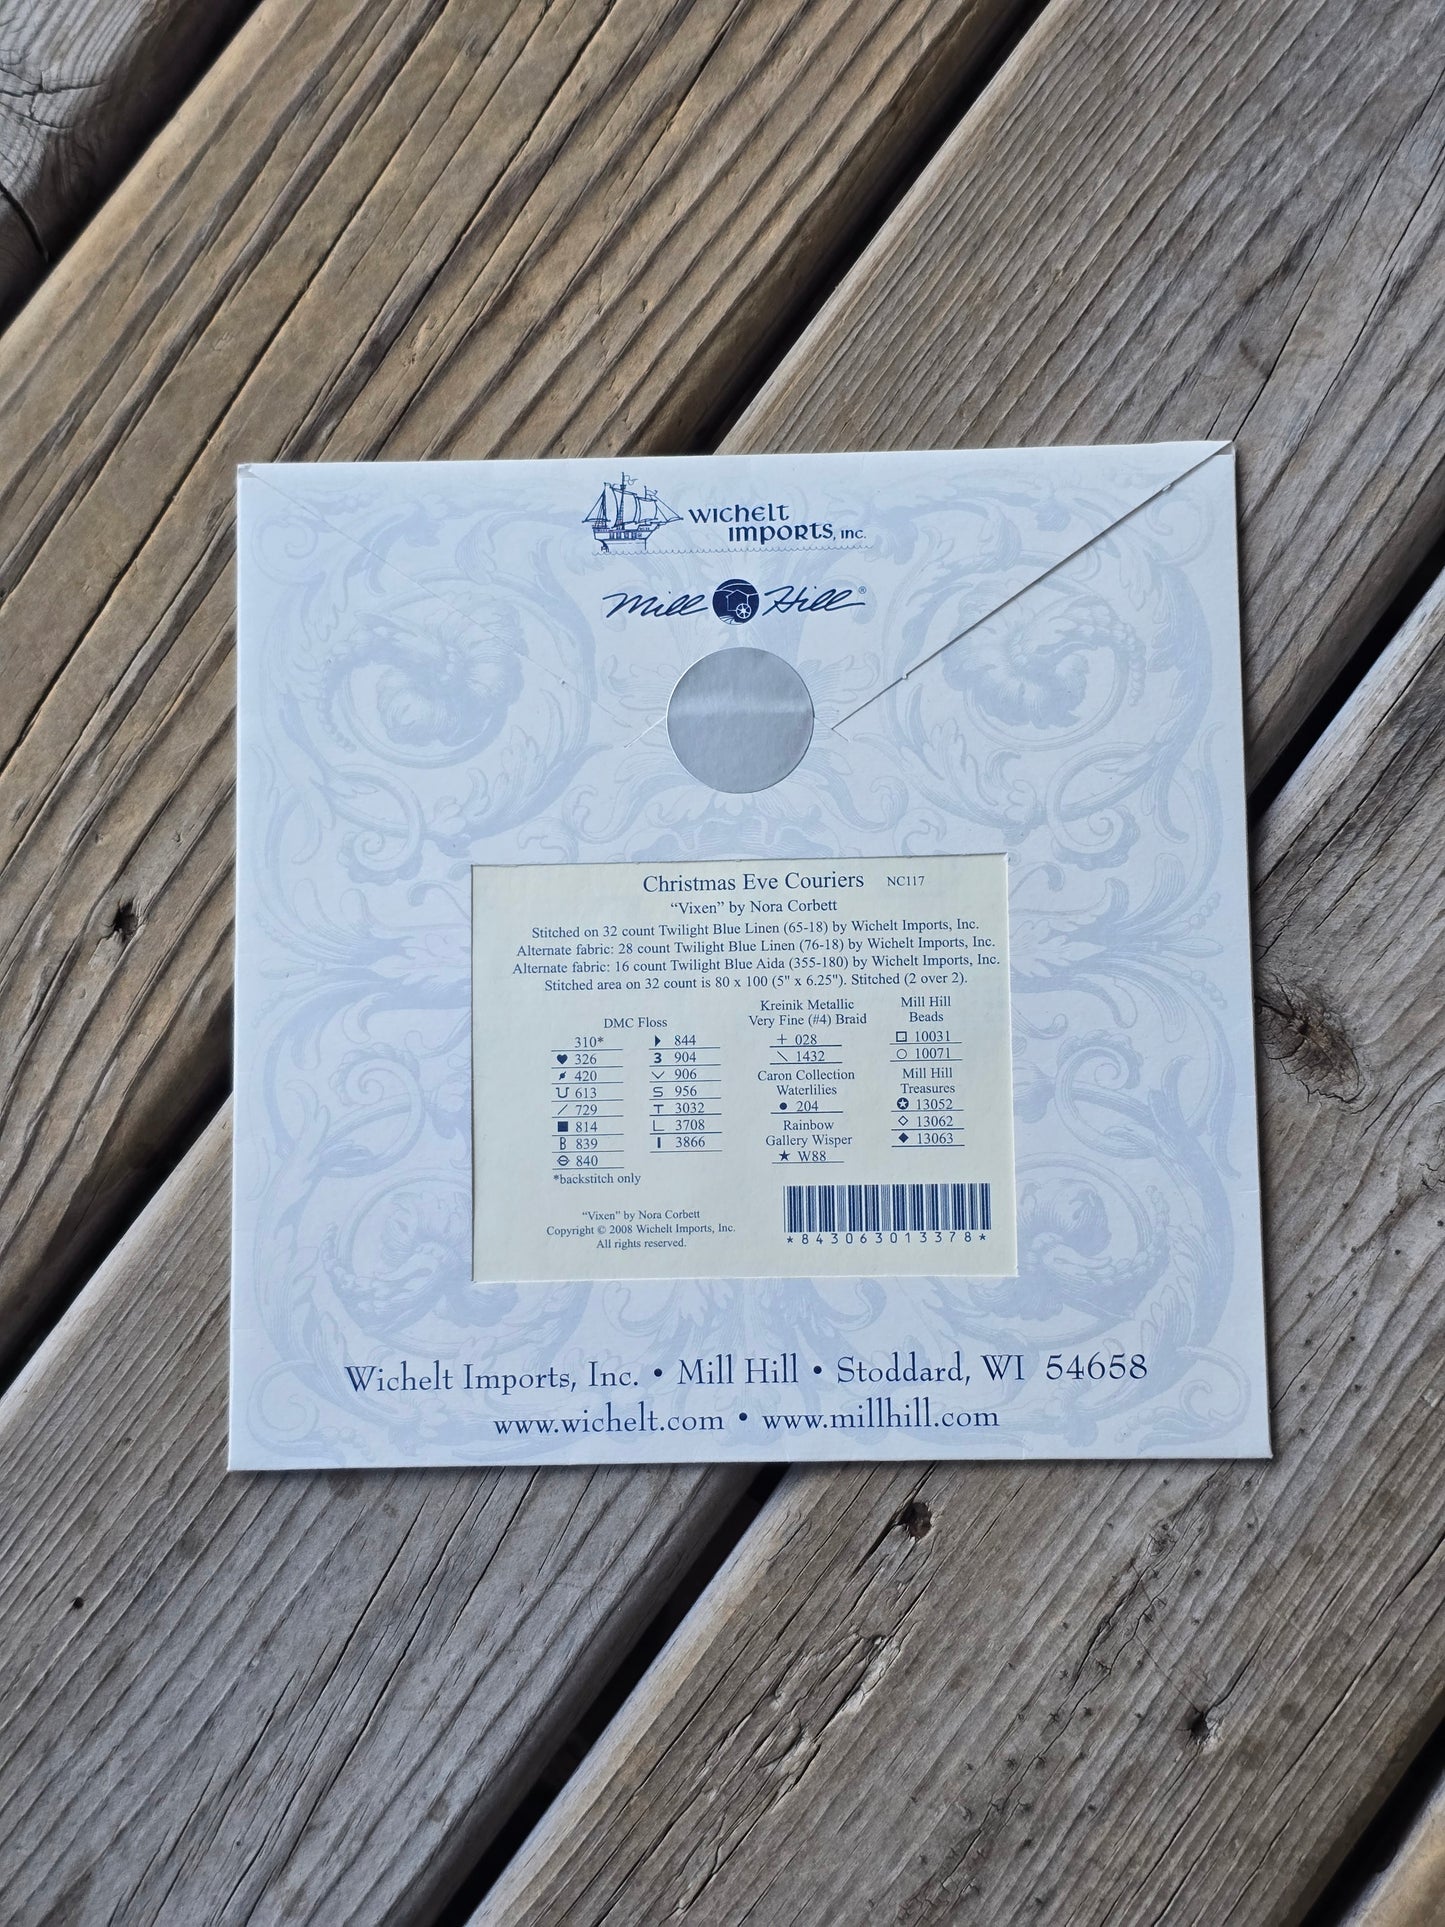 WICHELT
IMPORTS, INC.
Mill Hill®
Christmas Eve Couriers NC117
“Vixen” by Nora Corbett
Stitched on 32 count Twilight Blue Linen (65-18) by Wichelt Imports, Inc.
Alternate fabric: 28 count Twilight Blue Linen (76-18) by Wichelt Imports, Inc.
Alternate fabric: 16 count Twilight Blue Aida (355-180) by Wichelt Imports, Inc.
Stitched area on 32 count is 80 x 100 (5" x 6.25"). Stitched (2 over 2).
DMC Floss
310*
♥ 326
420
613
/ 729
■ 814
B 839
⊖ 840
*backstitch only
844
3 904
906
S 956
T 3032
L 3708
I 3866
Kreinik Metallic
Very Fine (#4) Braid
+ 028
\ 1432
Caron Collection
Waterlilies
● 204
Rainbow
Gallery Wisper
★ W88
Mill Hill
Beads
□ 10031
○ 10071
Mill Hill
Treasures
✪ 13052
◇ 13062
◆ 13063
“Vixen” by Nora Corbett
Copyright © 2008 Wichelt Imports, Inc.
All rights reserved.
*843063013378*
Wichelt Imports, Inc. • Mill Hill • Stoddard, WI 54658
www.wichelt.com • www.millhill.com